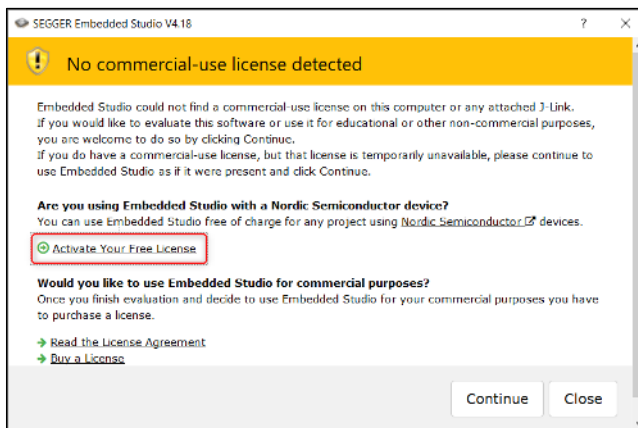 SEGGER Embedded Studio V4.18
No commercial-use license detected
Embedded Studio could not find a commercial-use license on this computer or any attached J-Link.
If you would like to evaluate this software or use it for educational or other non-commercial purposes,
you are welcome to do so by clicking Continue.
If you do have a commercial-use license, but that license is temporarily unavailable, please continue to
use Embedded Studio as if it were present and click Continue.
Are you using Embedded Studio with a Nordic Semiconductor device?
You can use Embedded Studio free of charge for any project using Nordic Semiconductor devices.
Activate Your Free License
Would you like to use Embedded Studio for commercial purposes?
Once you finish evaluation and decide to use Embedded Studio for your commercial purposes you have
to purchase a license.
Read the License Agreement
Buy a License
Continue Close